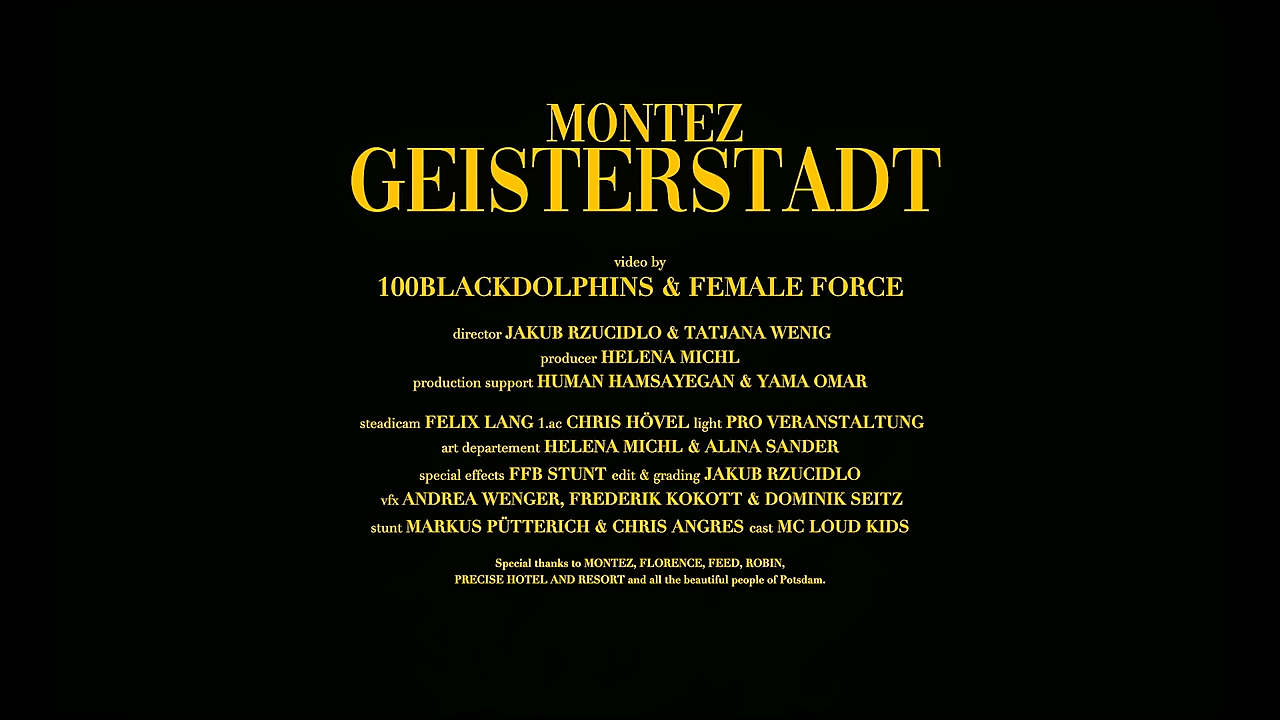 MONTEZ
GEISTERSTADT
video by
100BLACKDOLPHINS & FEMALE FORCE
director JAKUB RZUCIDLO & TATJANA WENIG
producer HELENA MICHL
production support HUMAN HAMSAYEGAN & YAMA OMAR
steadicam FELIX LANG 1.ac CHRIS HÖVEL light PRO VERANSTALTUNG
art departement HELENA MICHL & ALINA SANDER
special effects FFB STUNT edit & grading JAKUB RZUCIDLO
vfx ANDREA WENGER, FREDERIK KOKOTT & DOMINIK SEITZ
stunt MARKUS PÜTTERICH & CHRIS ANGRES cast MC LOUD KIDS
Special thanks to MONTEZ, FLORENCE, FEED, ROBIN,
PRECISE HOTEL AND RESORT and all the beautiful people of Potsdam.